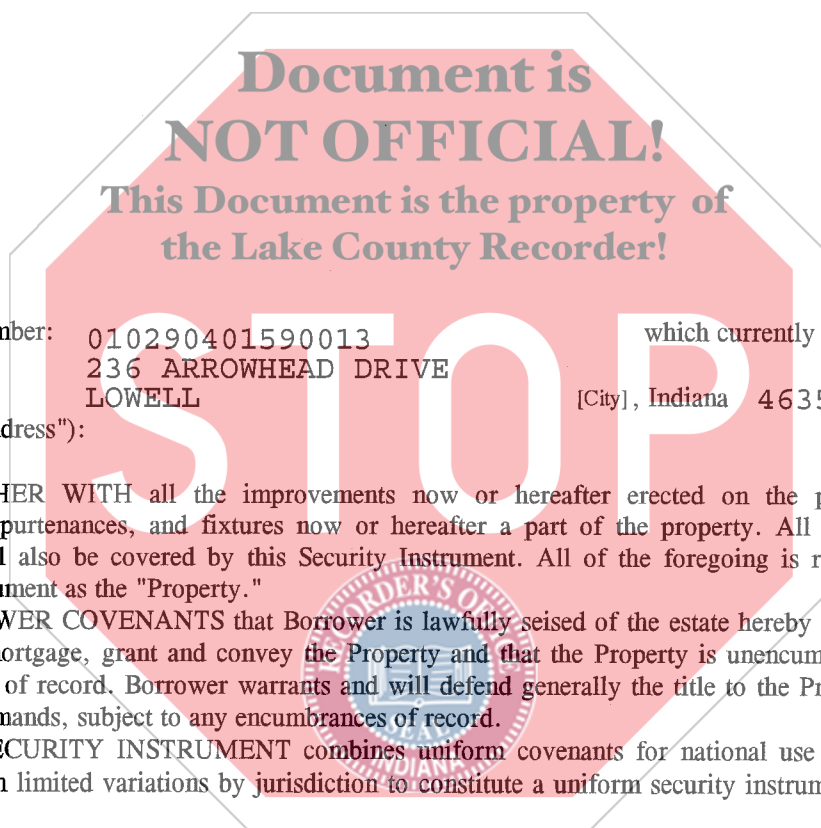 Document is
NOT OFFICIAL!
This Document is the property of
the Lake County Recorder!
STOP
mber: 010290401590013 which currently
236 ARROWHEAD DRIVE
LOWELL [City], Indiana 4635
dress"):
HER WITH all the improvements now or hereafter erected on the p
purtenances, and fixtures now or hereafter a part of the property. All
l also be covered by this Security Instrument. All of the foregoing is r
ument as the "Property."
WER COVENANTS that Borrower is lawfully seised of the estate hereby
ortgage, grant and convey the Property and that the Property is unencum
of record. Borrower warrants and will defend generally the title to the Pr
mands, subject to any encumbrances of record.
ECURITY INSTRUMENT combines uniform covenants for national use
n limited variations by jurisdiction to constitute a uniform security instrum
RECORDER'S OFFICE
SEAL
INDIANA